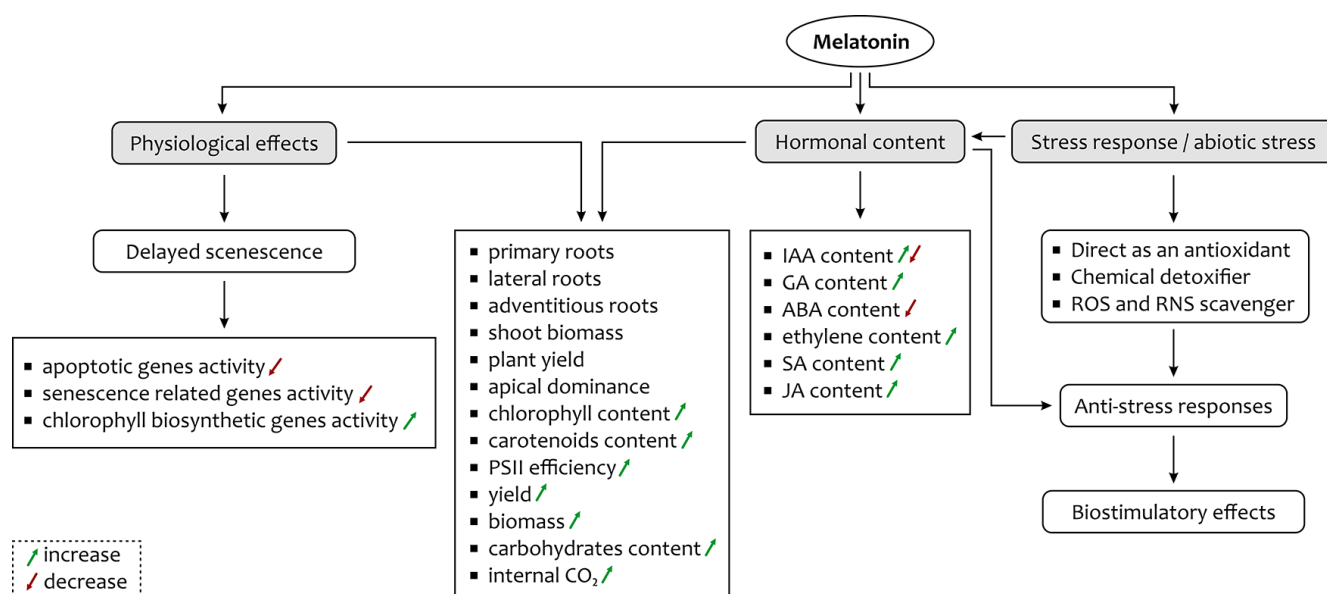 Melatonin
Physiological effects
Hormonal content
Stress response / abiotic stress
Delayed scenescence
▪ apoptotic genes activity
▪ senescence related genes activity
▪ chlorophyll biosynthetic genes activity
▪ primary roots
▪ lateral roots
▪ adventitious roots
▪ shoot biomass
▪ plant yield
▪ apical dominance
▪ chlorophyll content
▪ carotenoids content
▪ PSII efficiency
▪ yield
▪ biomass
▪ carbohydrates content
▪ internal CO₂
▪ IAA content
▪ GA content
▪ ABA content
▪ ethylene content
▪ SA content
▪ JA content
▪ Direct as an antioxidant
▪ Chemical detoxifier
▪ ROS and RNS scavenger
Anti-stress responses
Biostimulatory effects
increase
decrease